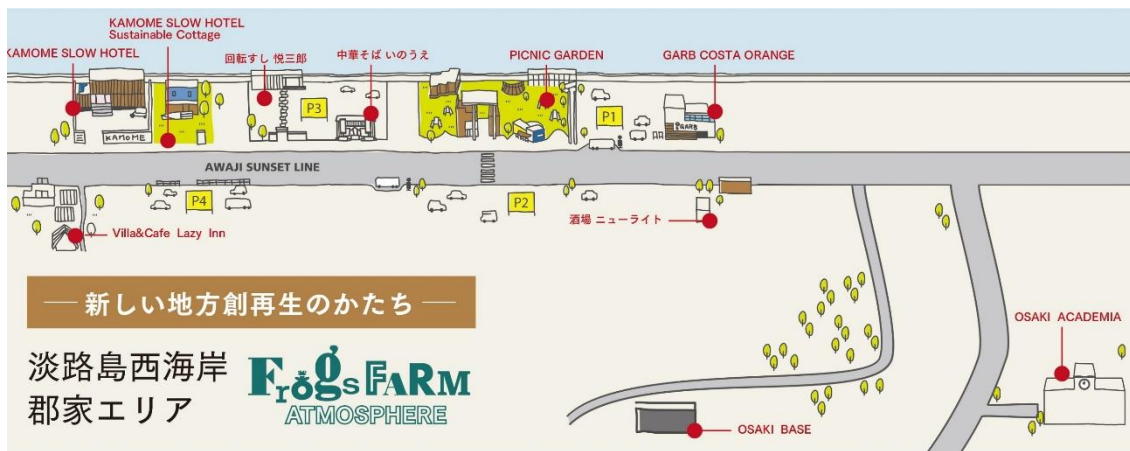 KAMOME SLOW HOTEL
KAMOME SLOW HOTEL
Sustainable Cottage
回転すし 悦三郎
中華そば いのうえ
PICNIC GARDEN
GARB COSTA ORANGE
P3
P1
KAMOME
GARB
AWAJI SUNSET LINE
P4
P2
酒場 ニューライト
Villa&Cafe Lazy Inn
新しい地方創再生のかたち
淡路島西海岸
郡家エリア
FrogsFARM
ATMOSPHERE
OSAKI ACADEMIA
OSAKI BASE